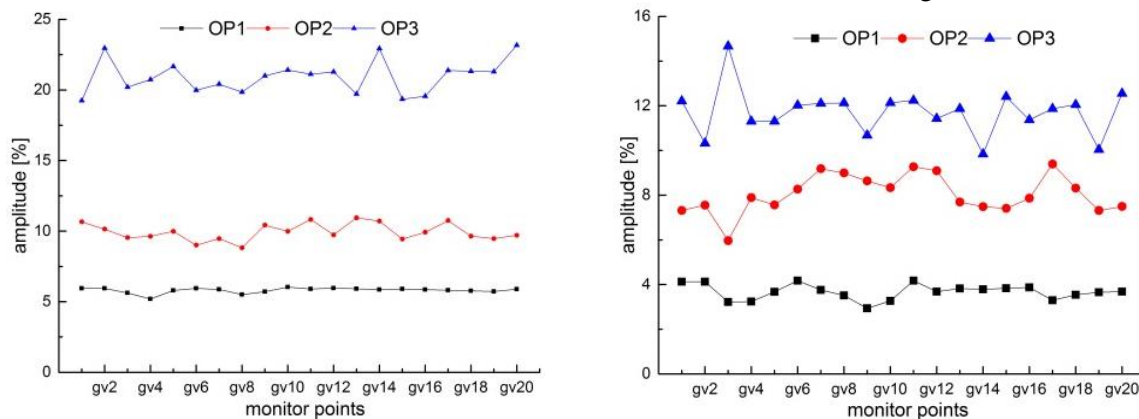 g
25
OP1 OP2 OP3
20
15
10
5
0
amplitude [%]
gv2 gv4 gv6 gv8 gv10 gv12 gv14 gv16 gv18 gv20
monitor points
16
OP1 OP2 OP3
12
8
4
0
amplitude [%]
gv2 gv4 gv6 gv8 gv10 gv12 gv14 gv16 gv18 gv20
monitor points